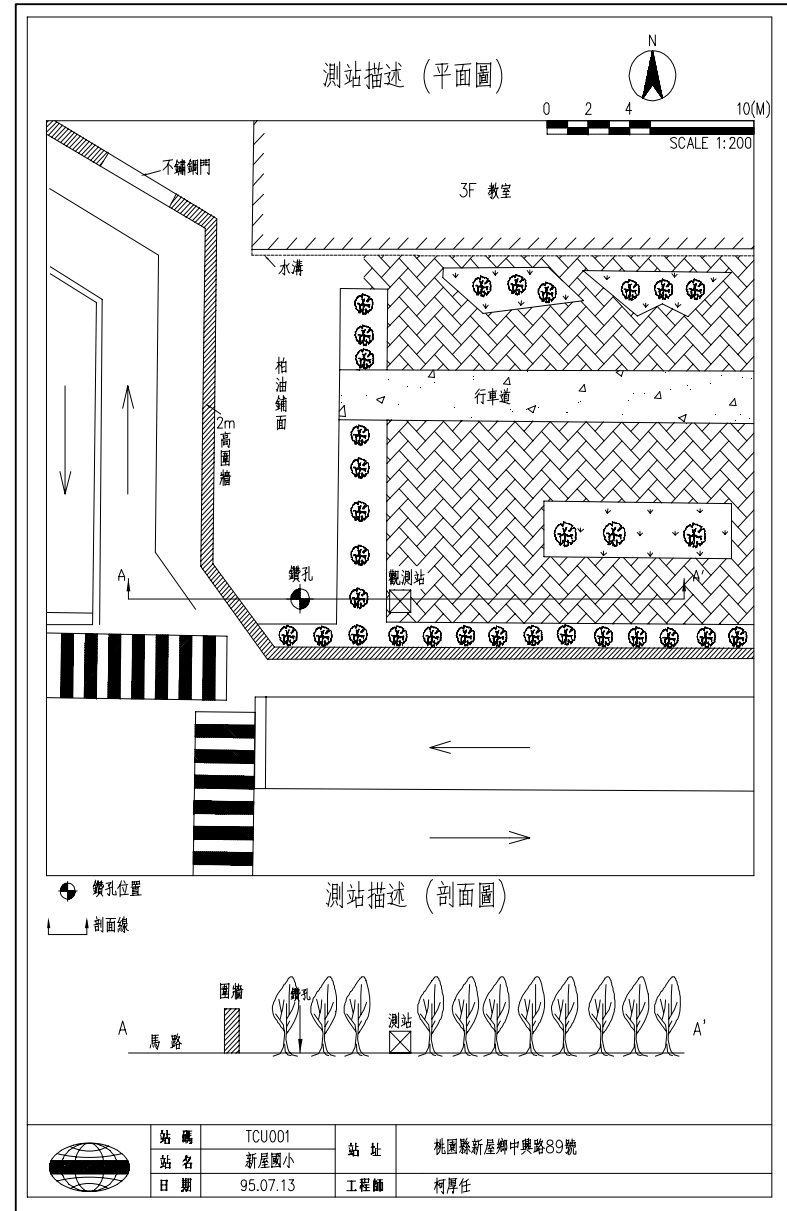 測站描述 (平面圖)
N
0 2 4 10(M)
SCALE 1:200
不鏽鋼門
3F 教室
水溝
柏油鋪面
行車道
2m高圍牆
A
鑽孔
觀測站
A'
鑽孔位置
測站描述 (剖面圖)
剖面線
圍牆
鑽孔
測站
A
馬路
A'
站碼 TCU001
站址 桃園縣新屋鄉中興路89號
站名 新屋國小
日期 95.07.13
工程師 柯厚任